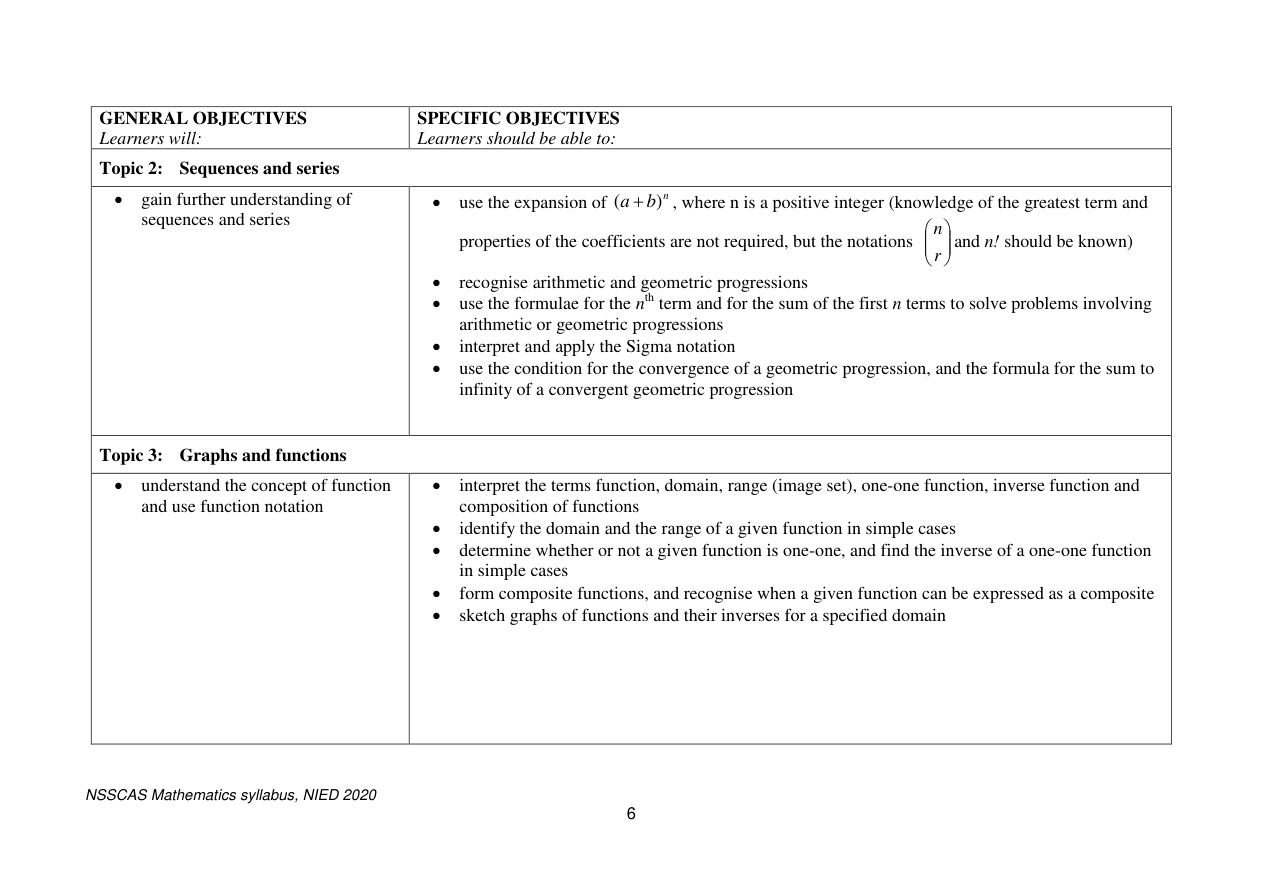 GENERAL OBJECTIVES
Learners will:
SPECIFIC OBJECTIVES
Learners should be able to:
Topic 2: Sequences and series
• gain further understanding of
sequences and series
• use the expansion of (a + b)ⁿ , where n is a positive integer (knowledge of the greatest term and
properties of the coefficients are not required, but the notations (n r) and n! should be known)
• recognise arithmetic and geometric progressions
• use the formulae for the nth term and for the sum of the first n terms to solve problems involving
arithmetic or geometric progressions
• interpret and apply the Sigma notation
• use the condition for the convergence of a geometric progression, and the formula for the sum to
infinity of a convergent geometric progression
Topic 3: Graphs and functions
• understand the concept of function
and use function notation
• interpret the terms function, domain, range (image set), one-one function, inverse function and
composition of functions
• identify the domain and the range of a given function in simple cases
• determine whether or not a given function is one-one, and find the inverse of a one-one function
in simple cases
• form composite functions, and recognise when a given function can be expressed as a composite
• sketch graphs of functions and their inverses for a specified domain
NSSCAS Mathematics syllabus, NIED 2020
6